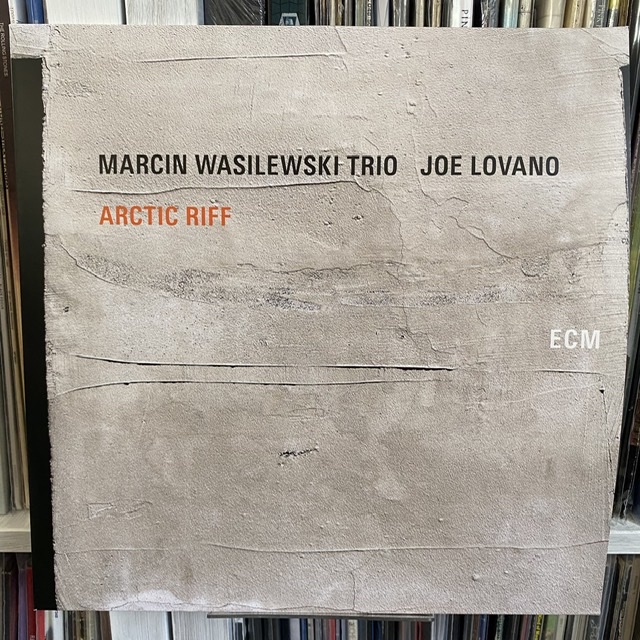 MARCIN WASILEWSKI TRIO JOE LOVANO
ARCTIC RIFF
ECM